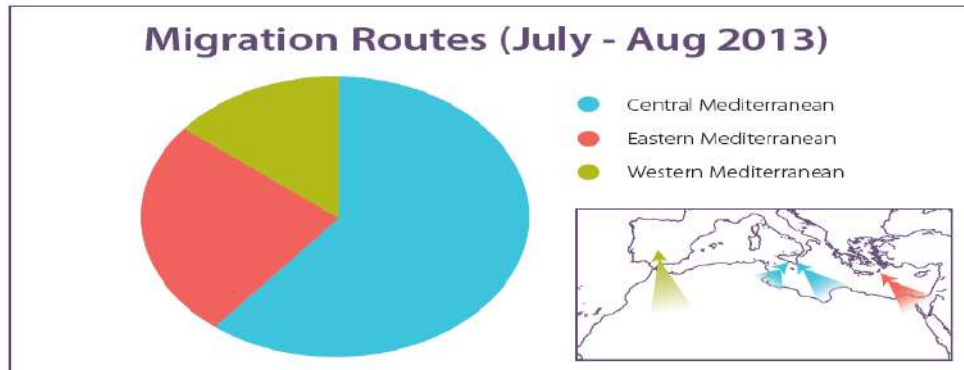 Migration Routes (July - Aug 2013)
Central Mediterranean
Eastern Mediterranean
Western Mediterranean